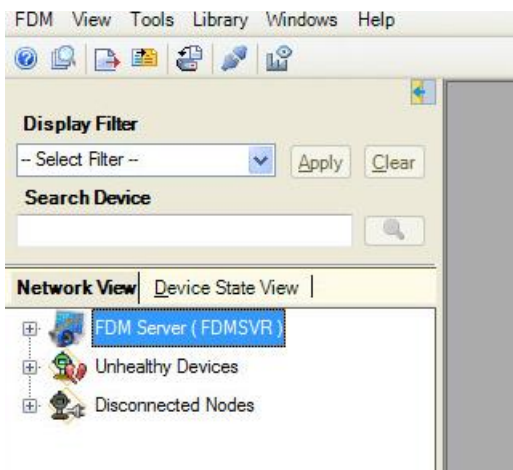 FDM View Tools Library Windows Help
Display Filter
-- Select Filter -- Apply Clear
Search Device
Network View Device State View
FDM Server ( FDMSVR )
Unhealthy Devices
Disconnected Nodes